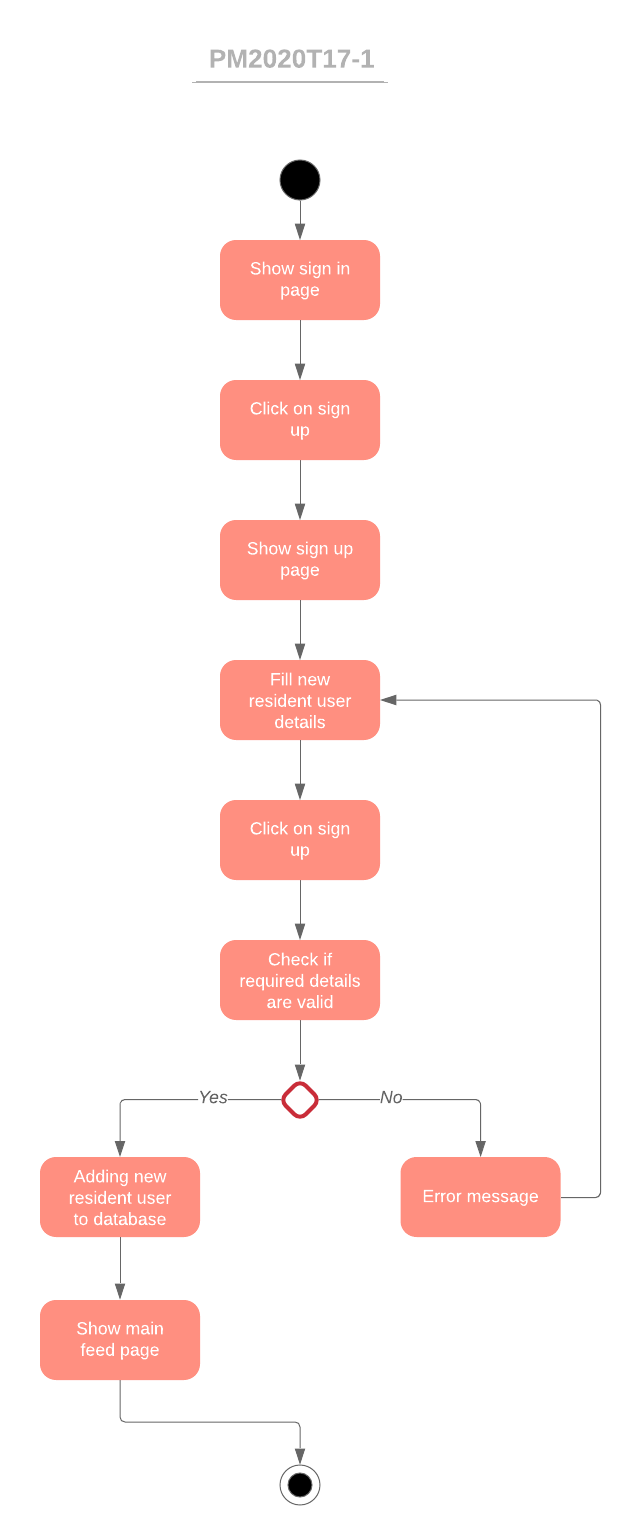 PM2020T17-1
Show sign in
page
Click on sign
up
Show sign up
page
Fill new
resident user
details
Click on sign
up
Check if
required details
are valid
Yes
No
Adding new
resident user
to database
Error message
Show main
feed page